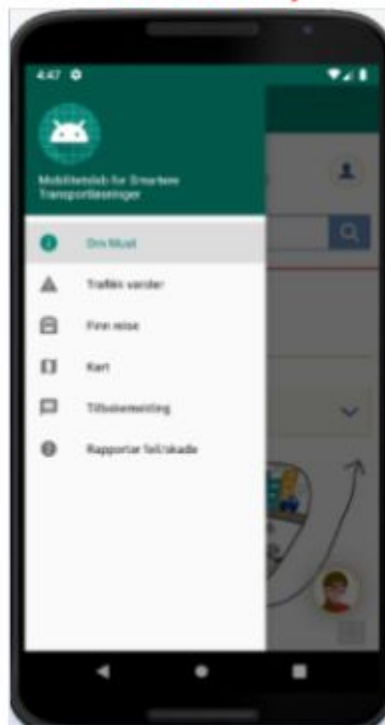 4:47
Mobilitetslab for Smartere
Transportløsninger
Om Must
Trafikk varsler
Finn reise
Kart
Tilbakemelding
Rapporter feil/skade